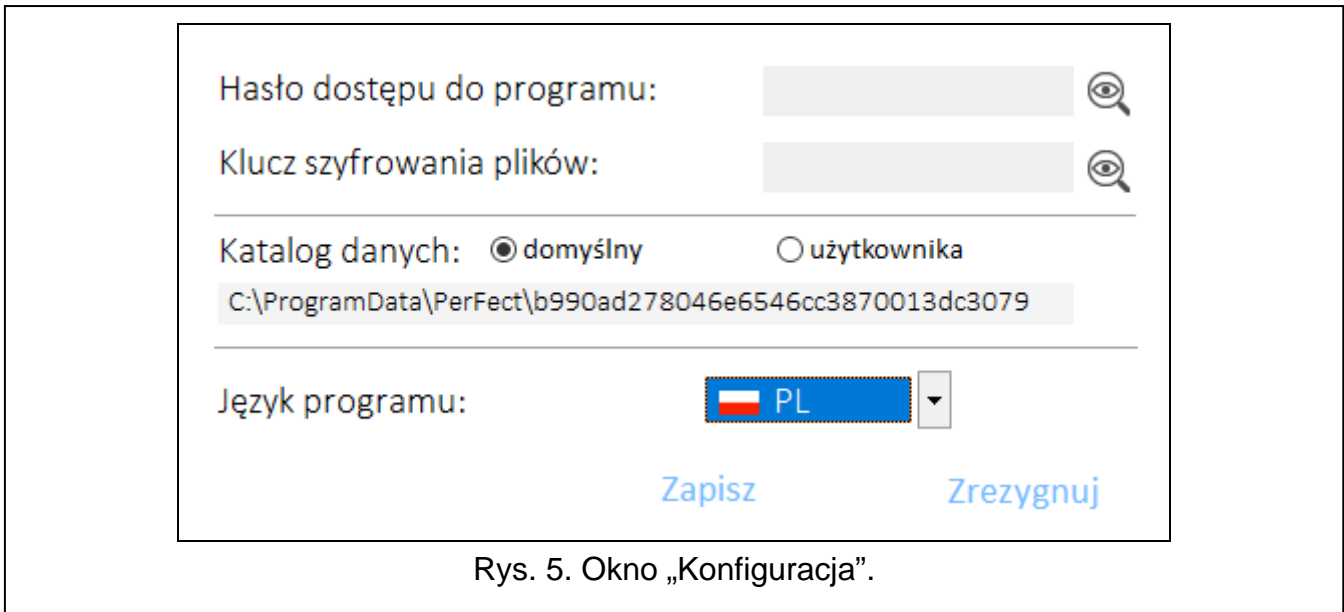 Hasło dostępu do programu:
Klucz szyfrowania plików:
Katalog danych: domyślny użytkownika
C:\ProgramData\PerFect\b990ad278046e6546cc3870013dc3079
Język programu: PL
Zapisz Zrezygnuj
Rys. 5. Okno „Konfiguracja”.